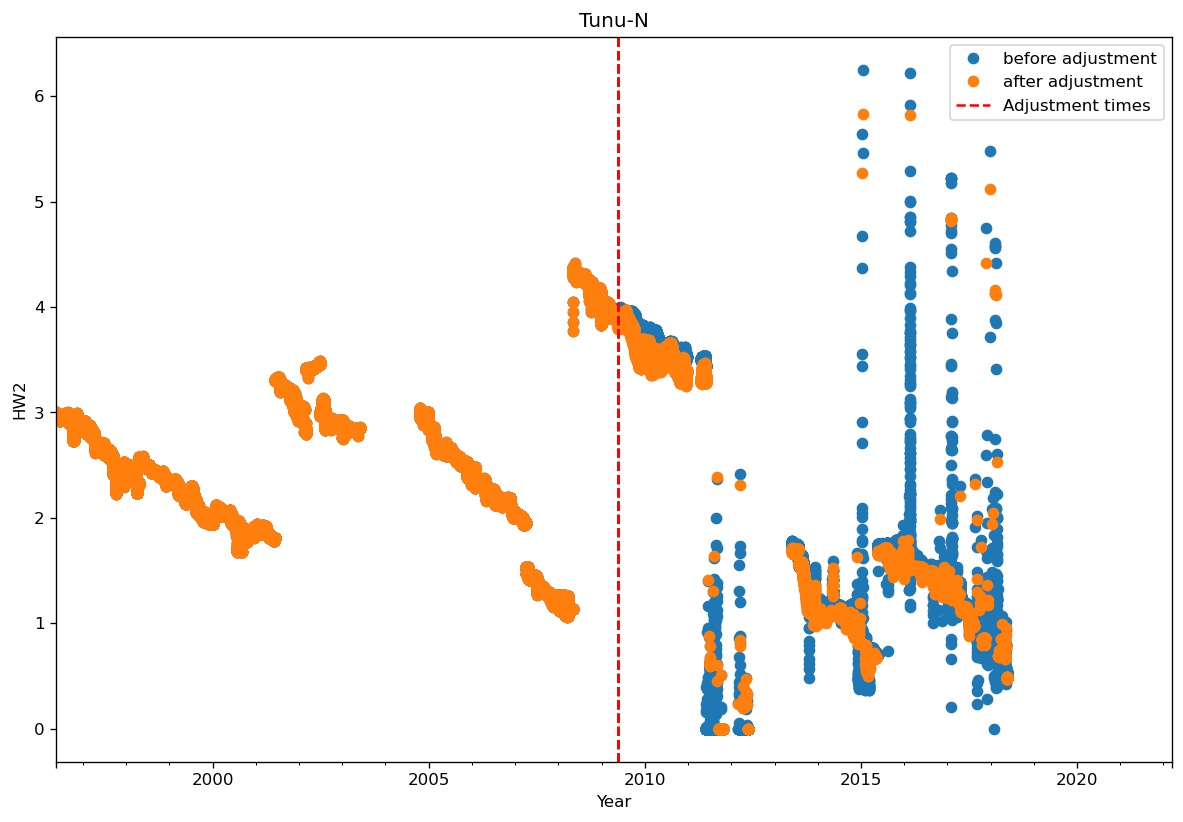 Tunu-N
before adjustment
after adjustment
Adjustment times
HW2
6
5
4
3
2
1
0
2000 2005 2010 2015 2020
Year